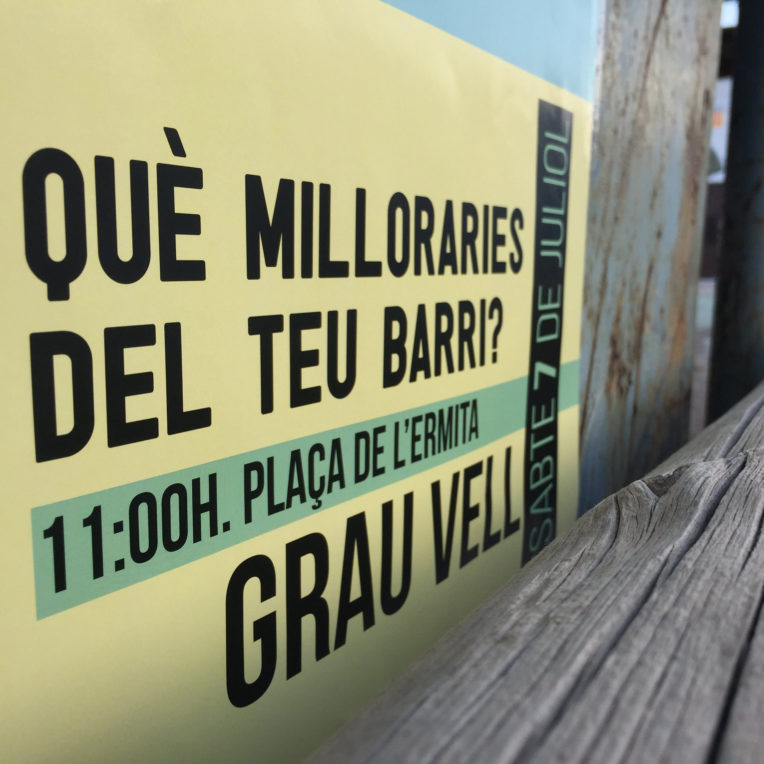 QUÈ MILLORARIES
DEL TEU BARRI?
11:00H. PLAÇA DE L'ERMITA
GRAU VELL
SABTE 7 DE JULIOL